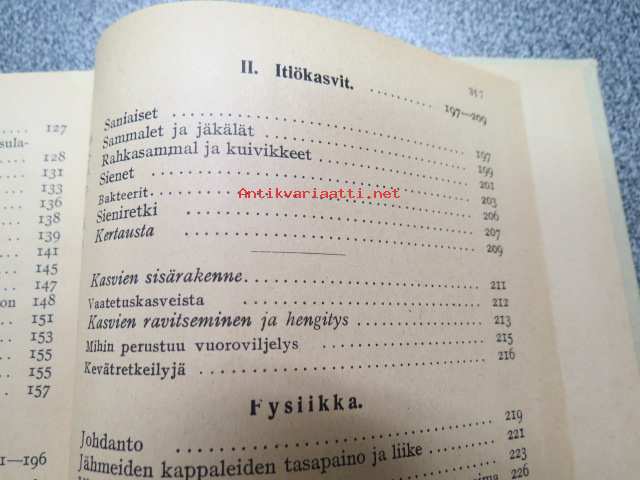 127
sula-
128
131
133
136
138
139
141
145
147
on 148
151
153
155
155
157
1—196
317
II. Itiökasvit.
197—209
Saniaiset 197
Sammalet ja jäkälät 199
Rahkasammal ja kuivikkeet 201
Sienet 203
Bakteerit 206
Sieniretki 207
Kertausta 209
Antikvariaatti.net
Kasvien sisärakenne 211
Vaatetuskasveista 212
Kasvien ravitseminen ja hengitys 213
Mihin perustuu vuoroviljelys 215
Kevätretkeilyjä 216
Fysiikka.
Johdanto 219
Jähmeiden kappaleiden tasapaino ja liike 221
223
226